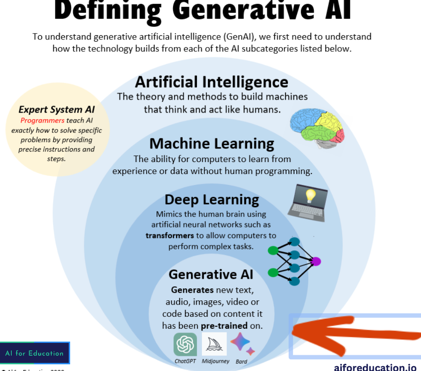 Defining Generative AI
To understand generative artificial intelligence (GenAI), we first need to understand
how the technology builds from each of the AI subcategories listed below.
Artificial Intelligence
The theory and methods to build machines
that think and act like humans.
Expert System AI
Programmers teach AI
exactly how to solve specific
problems by providing
precise instructions and
steps.
Machine Learning
The ability for computers to learn from
experience or data without human programming.
Deep Learning
Mimics the human brain using
artificial neural networks such as
transformers to allow computers to
perform complex tasks.
Generative AI
Generates new text,
audio, images, video or
code based on content it
has been pre-trained on.
ChatGPT Midjourney Bard
AI for Education
aiforeducation.io